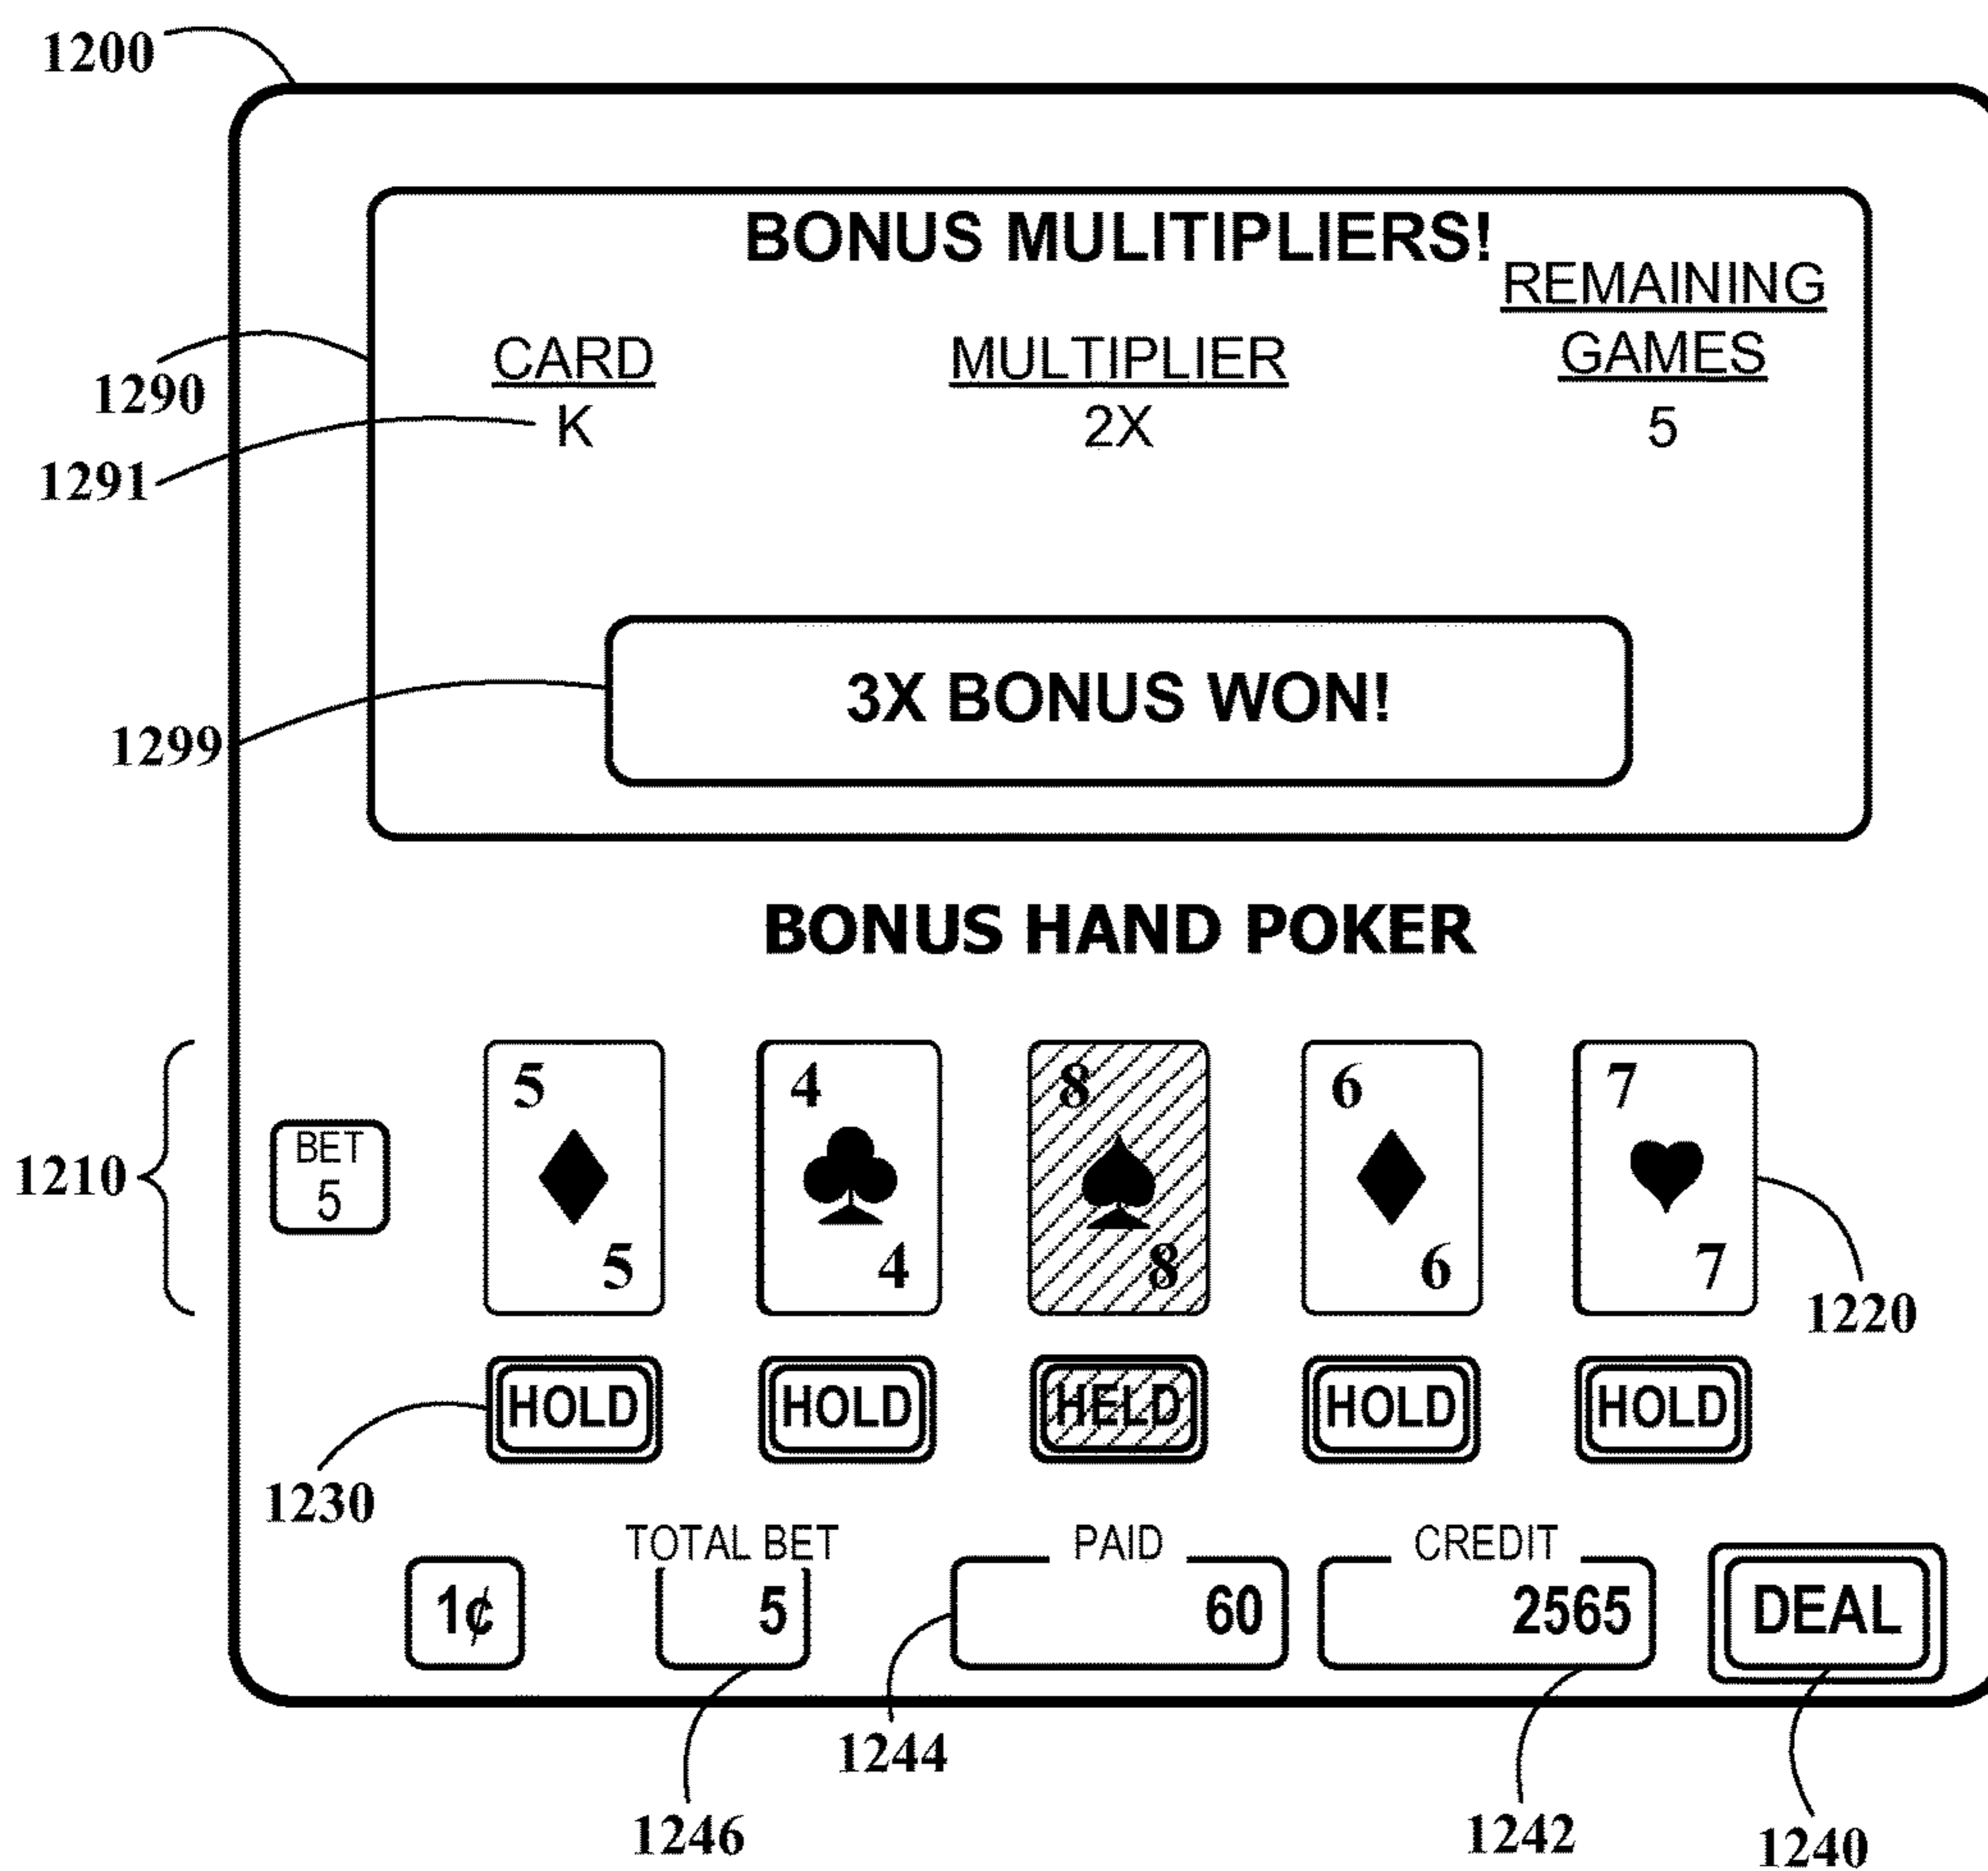 1200
BONUS MULITIPLIERS!
REMAINING
CARD MULTIPLIER GAMES
1290
K 2X 5
1291
3X BONUS WON!
1299
BONUS HAND POKER
5 4 8 6 7
BET
1210
5
5 4 8 6 7
1220
HOLD HOLD HELD HOLD HOLD
1230
TOTAL BET PAID CREDIT
1¢ 5 60 2565 DEAL
1244
1246 1242 1240